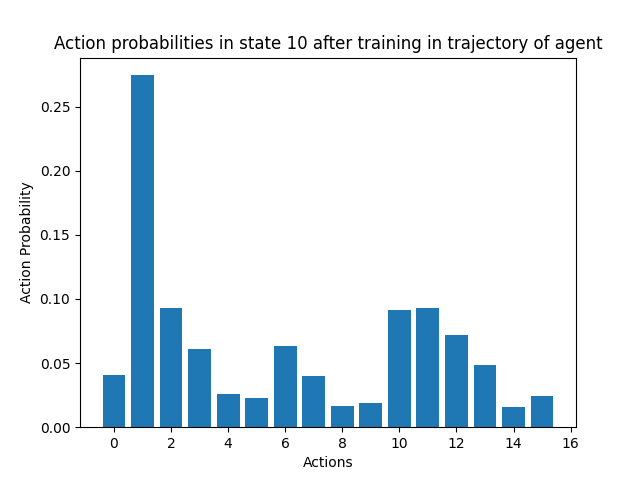 Action probabilities in state 10 after training in trajectory of agent
0.25
0.20
0.15
0.10
0.05
0.00
Action Probability
0 2 4 6 8 10 12 14 16
Actions